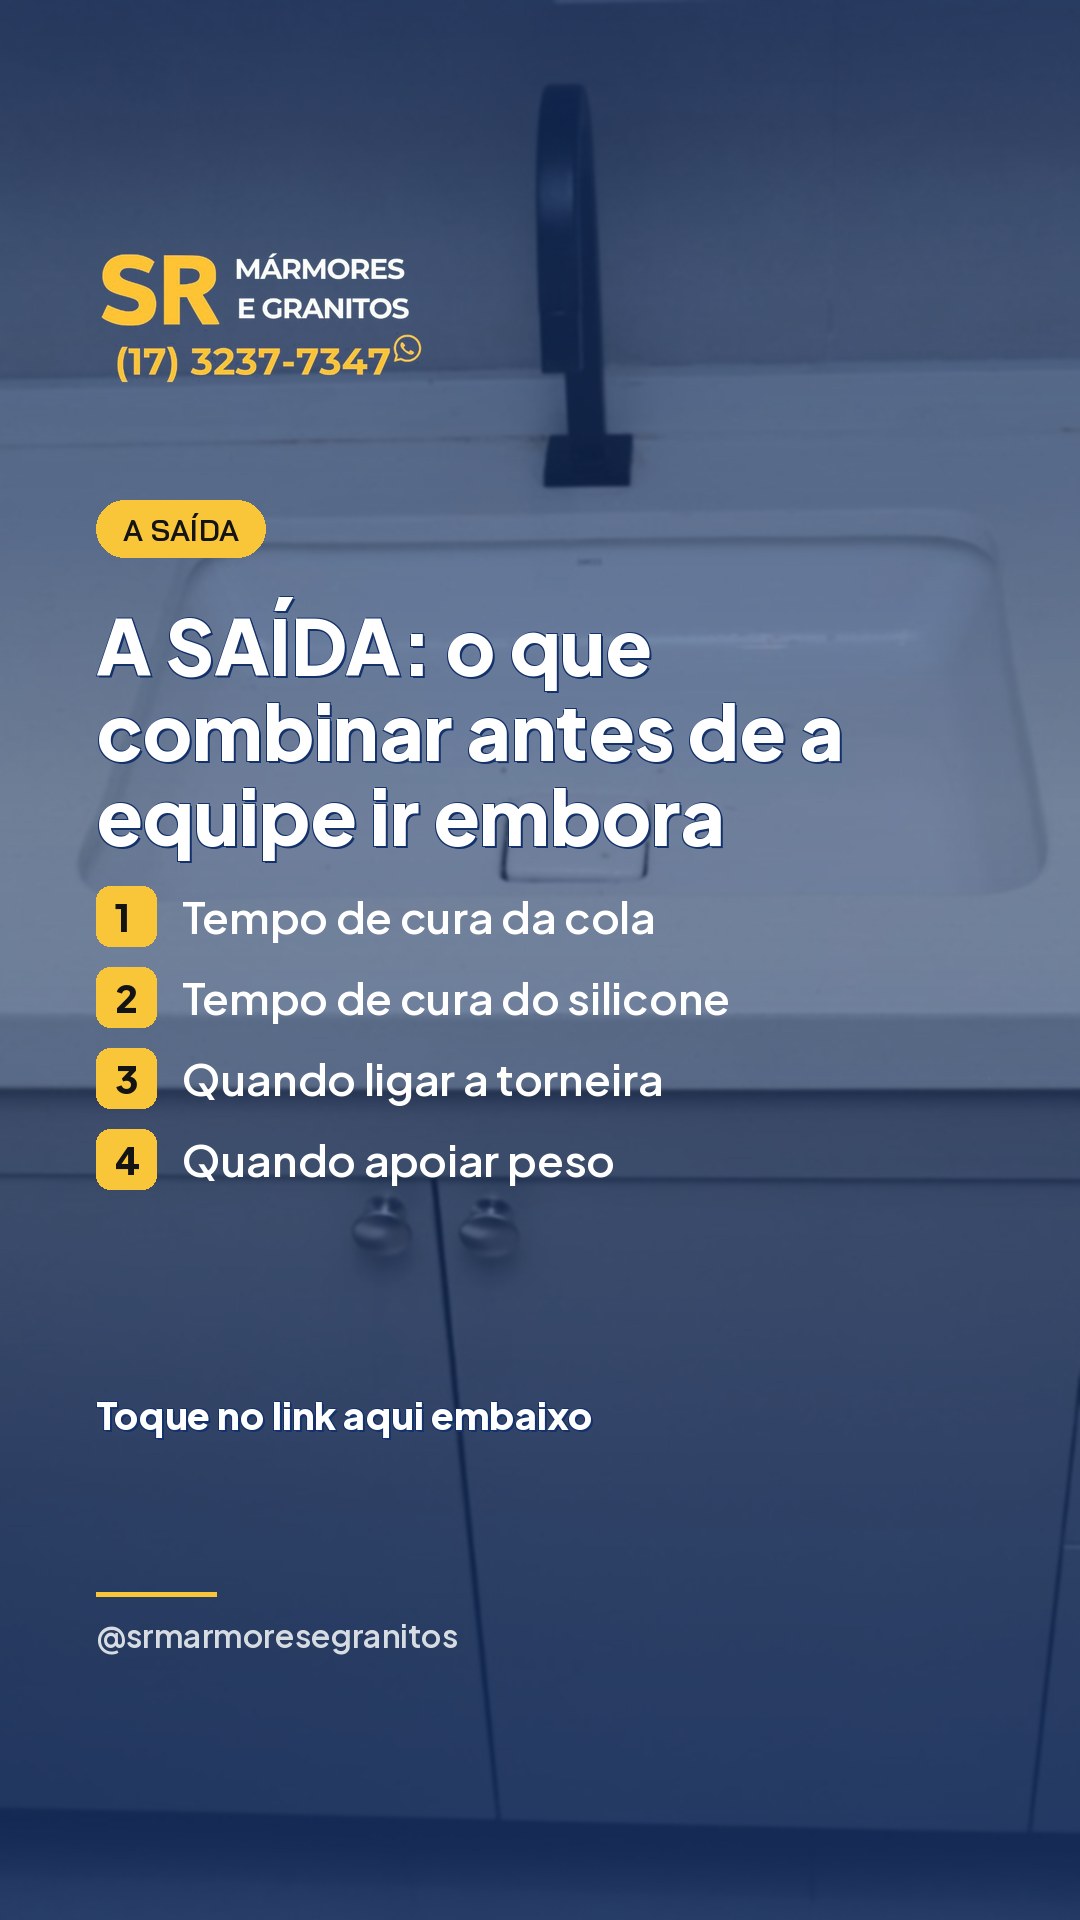 SR MÁRMORES
E GRANITOS
(17) 3237-7347
A SAÍDA
A SAÍDA: o que
combinar antes de a
equipe ir embora
1 Tempo de cura da cola
2 Tempo de cura do silicone
3 Quando ligar a torneira
4 Quando apoiar peso
Toque no link aqui embaixo
@srmarmoresegranitos